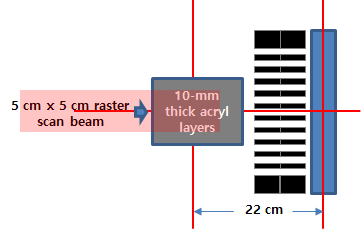 5 cm x 5 cm raster
scan beam
10-mm
thick acryl
layers
22 cm